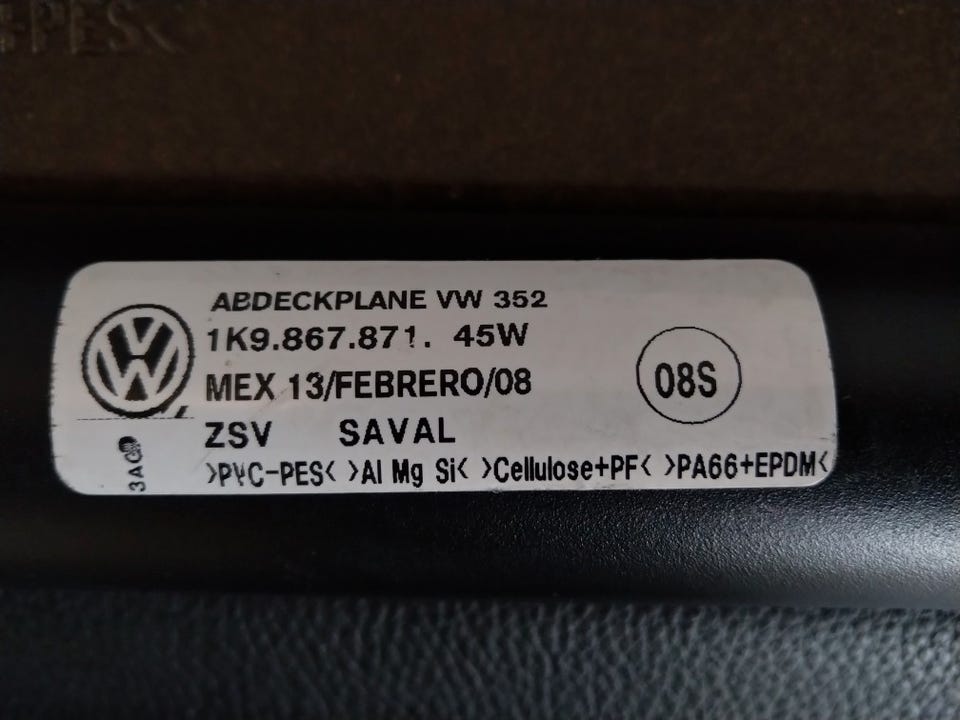 +PES<
ABDECKPLANE VW 352
1K9.867.871. 45W
MEX 13/FEBRERO/08
08S
ZSV SAVAL
>PVC-PES< >Al Mg Si< >Cellulose+PF< >PA66+EPDM<